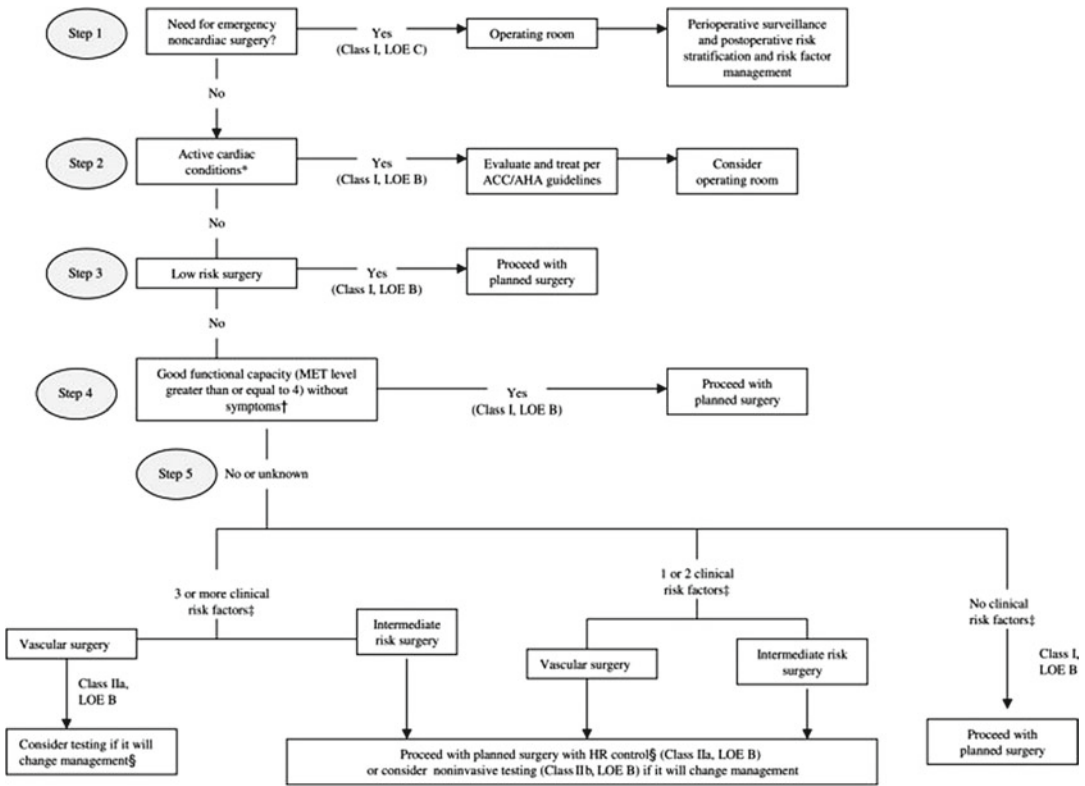 Step 1
Need for emergency
noncardiac surgery?
Yes
(Class I, LOE C)
Operating room
Perioperative surveillance
and postoperative risk
stratification and risk factor
management
No
Step 2
Active cardiac
conditions*
Yes
(Class I, LOE B)
Evaluate and treat per
ACC/AHA guidelines
Consider
operating room
No
Step 3
Low risk surgery
Yes
(Class I, LOE B)
Proceed with
planned surgery
No
Step 4
Good functional capacity (MET level
greater than or equal to 4) without
symptoms†
Yes
(Class I, LOE B)
Proceed with
planned surgery
Step 5
No or unknown
3 or more clinical
risk factors‡
1 or 2 clinical
risk factors‡
No clinical
risk factors‡
Vascular surgery
Intermediate
risk surgery
Vascular surgery
Intermediate risk
surgery
Class IIa,
LOE B
Class I,
LOE B
Consider testing if it will
change management§
Proceed with planned surgery with HR control§ (Class IIa, LOE B)
or consider noninvasive testing (Class IIb, LOE B) if it will change management
Proceed with
planned surgery